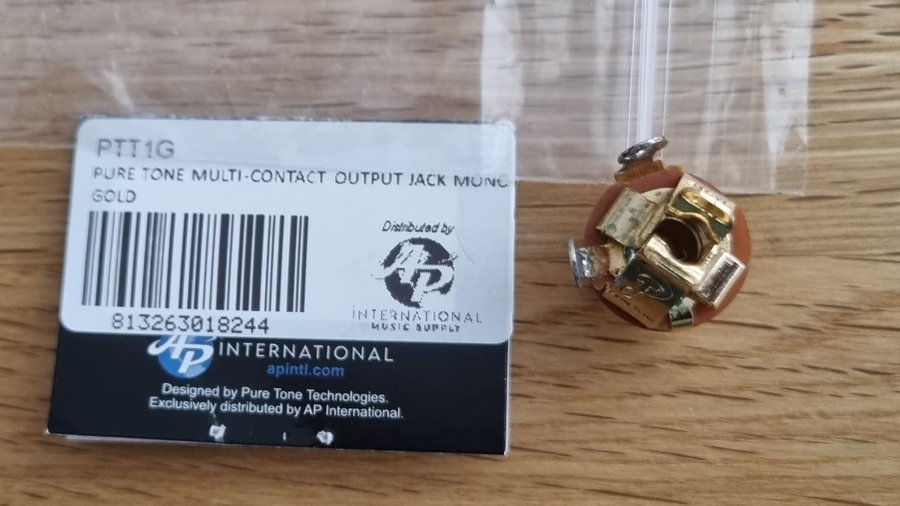 PTT1G
PURE TONE MULTI-CONTACT OUTPUT JACK MONO
GOLD
Distributed by
AP
INTERNATIONAL
MUSIC SUPPLY
813263018244
AP INTERNATIONAL
apintl.com
Designed by Pure Tone Technologies.
Exclusively distributed by AP International.